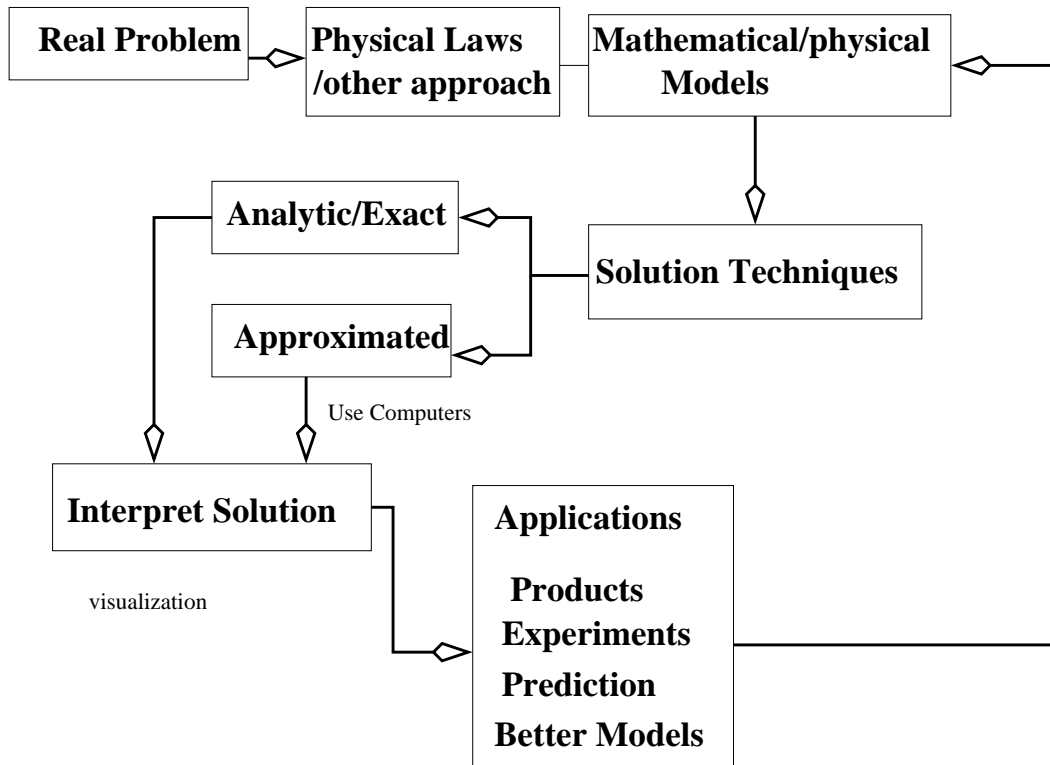 Real Problem
Physical Laws
/other approach
Mathematical/physical
Models
Analytic/Exact
Solution Techniques
Approximated
Use Computers
Interpret Solution
visualization
Applications
Products
Experiments
Prediction
Better Models